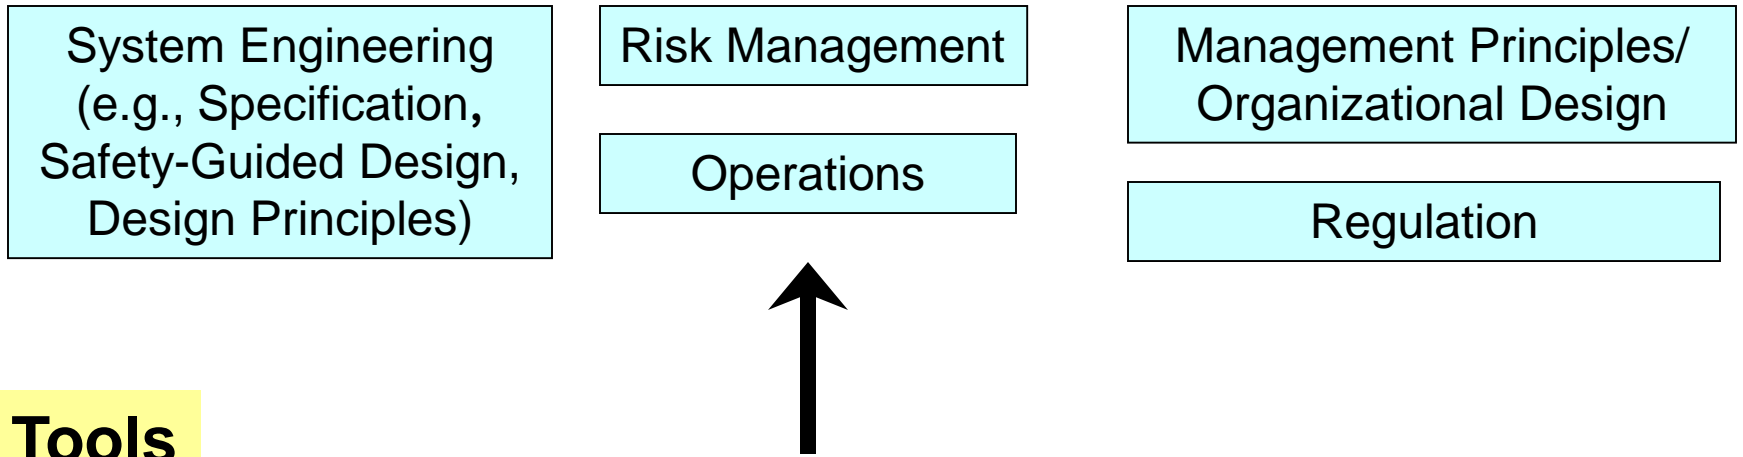 System Engineering
(e.g., Specification,
Safety-Guided Design,
Design Principles)
Risk Management
Operations
Management Principles/
Organizational Design
Regulation
Tools